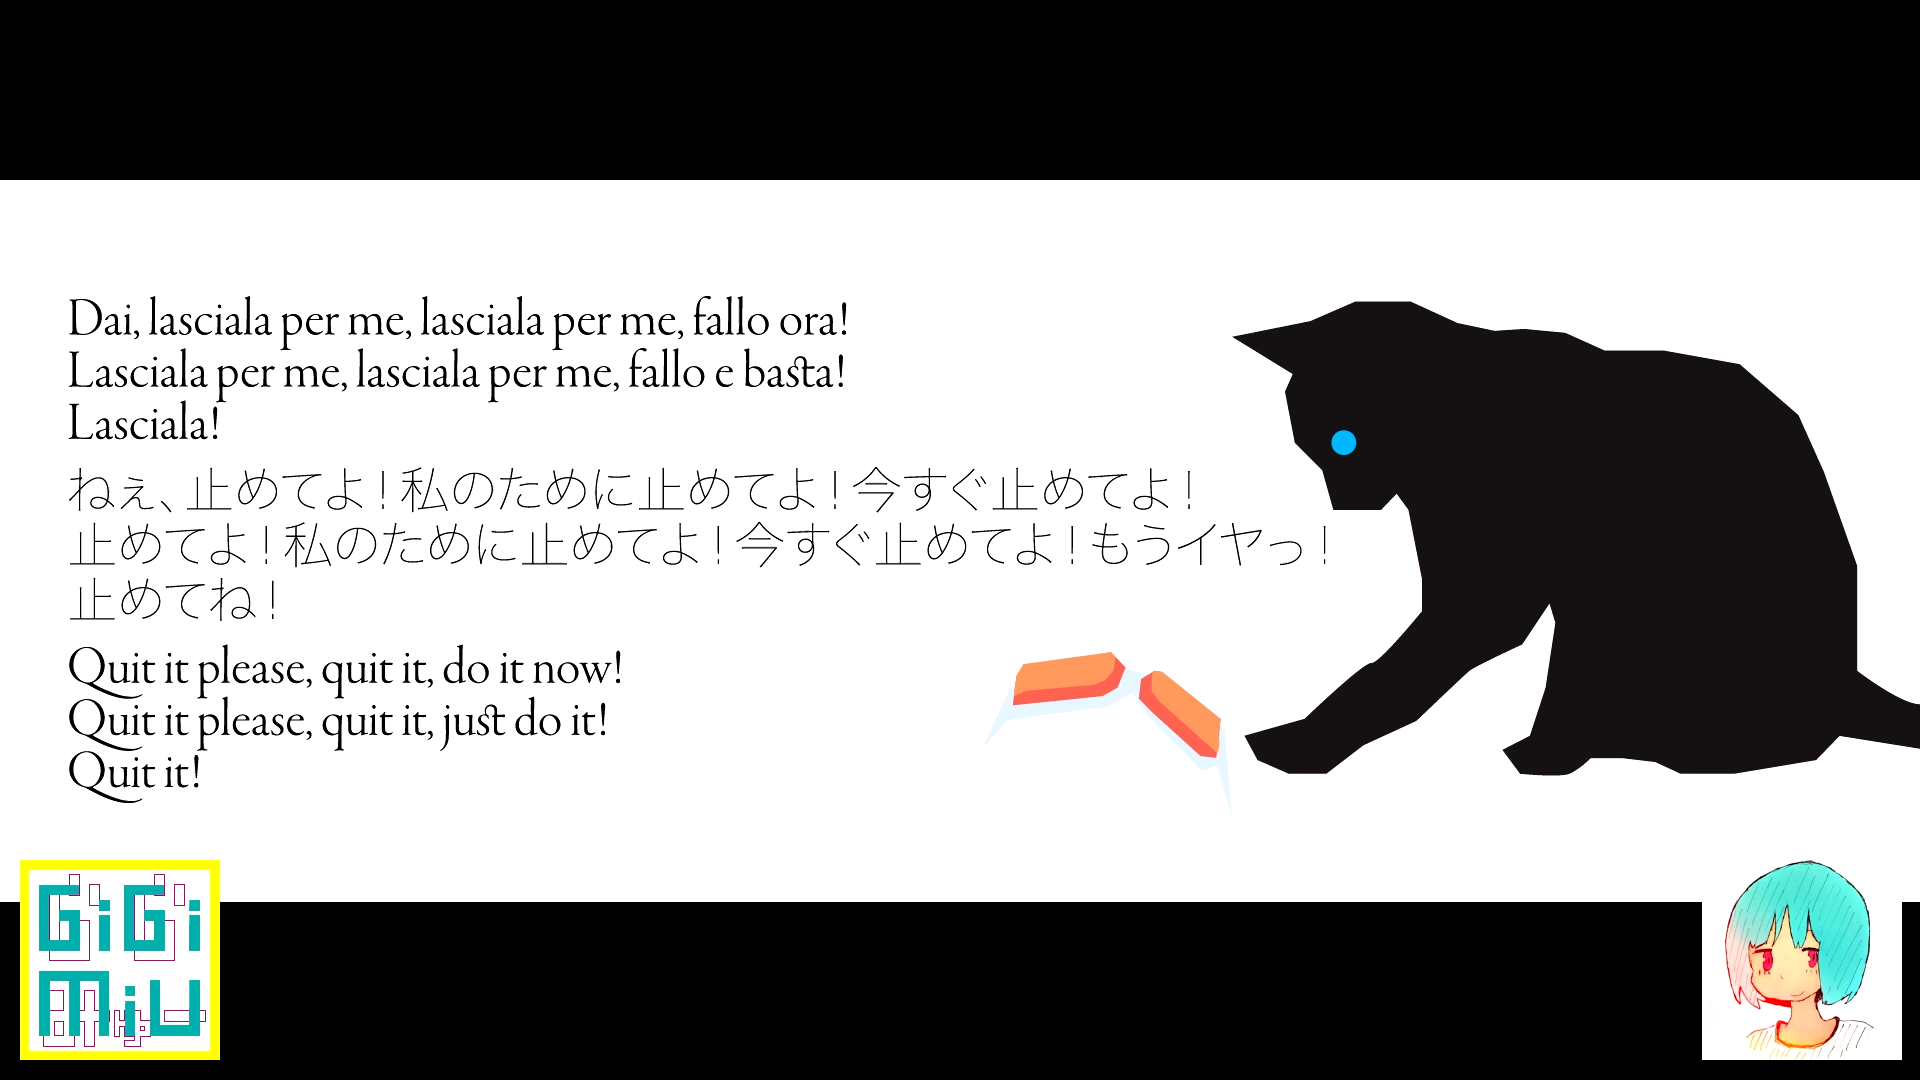 Dai, lasciala per me, lasciala per me, fallo ora!
Lasciala per me, lasciala per me, fallo e basta!
Lasciala!
ねぇ、止めてよ！私のために止めてよ！今すぐ止めてよ！
止めてよ！私のために止めてよ！今すぐ止めてよ！もうイヤっ！
止めてね！
Quit it please, quit it, do it now!
Quit it please, quit it, just do it!
Quit it!
GiGi
MiU